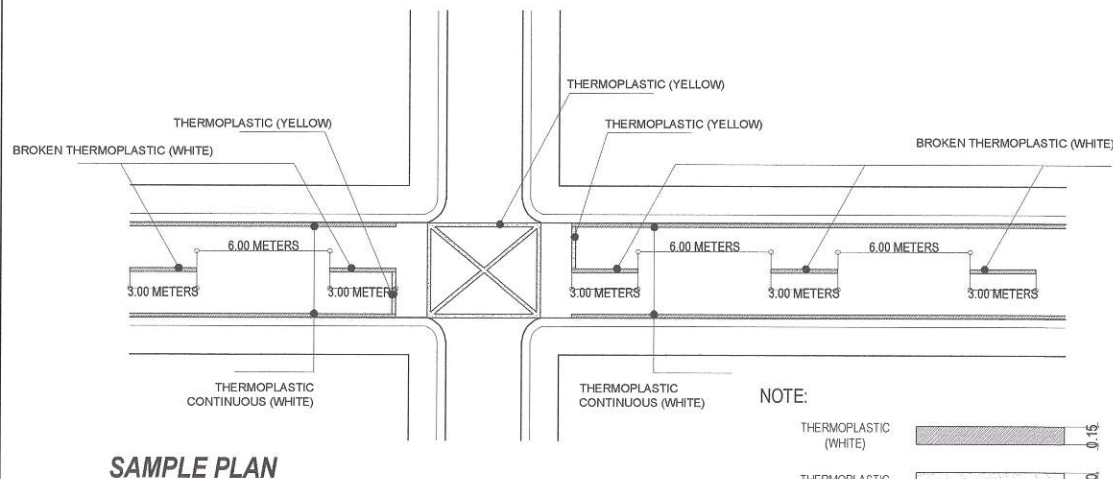 THERMOPLASTIC (YELLOW)
THERMOPLASTIC (YELLOW)
THERMOPLASTIC (YELLOW)
BROKEN THERMOPLASTIC (WHITE)
BROKEN THERMOPLASTIC (WHITE)
6.00 METERS
6.00 METERS
6.00 METERS
3.00 METERS
3.00 METERS
3.00 METERS
3.00 METERS
3.00 METERS
THERMOPLASTIC
CONTINUOUS (WHITE)
THERMOPLASTIC
CONTINUOUS (WHITE)
NOTE:
THERMOPLASTIC
(WHITE)
0.15
SAMPLE PLAN
THERMOPLASTIC